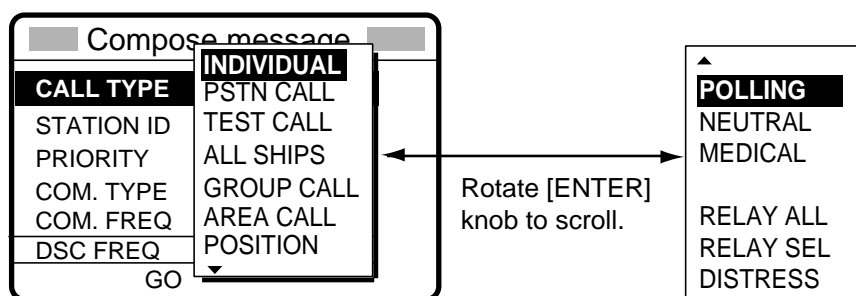 Compose message
CALL TYPE
STATION ID
PRIORITY
COM. TYPE
COM. FREQ
DSC FREQ
GO
INDIVIDUAL
PSTN CALL
TEST CALL
ALL SHIPS
GROUP CALL
AREA CALL
POSITION
Rotate [ENTER]
knob to scroll.
POLLING
NEUTRAL
MEDICAL
RELAY ALL
RELAY SEL
DISTRESS